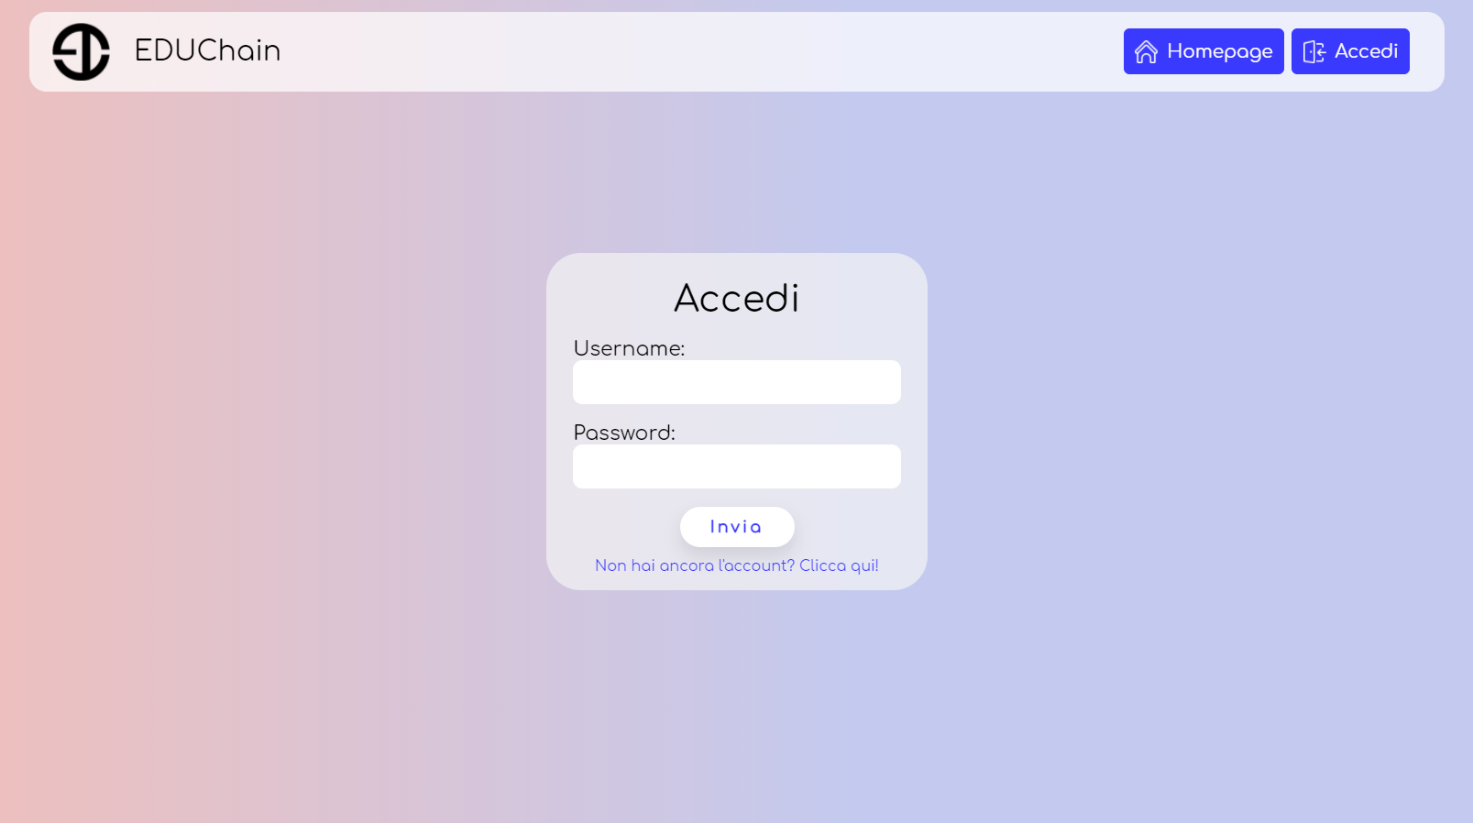 EDUChain
Homepage
Accedi
Accedi
Username:
Password:
Invia
Non hai ancora l'account? Clicca qui!